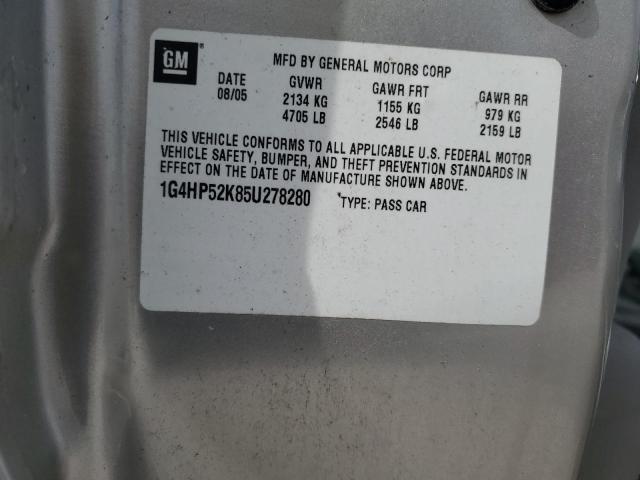 GM ®
MFD BY GENERAL MOTORS CORP
DATE GVWR GAWR FRT GAWR RR
08/05 2134 KG 1155 KG 979 KG
4705 LB 2546 LB 2159 LB
THIS VEHICLE CONFORMS TO ALL APPLICABLE U.S. FEDERAL MOTOR
VEHICLE SAFETY, BUMPER, AND THEFT PREVENTION STANDARDS IN
EFFECT ON THE DATE OF MANUFACTURE SHOWN ABOVE.
1G4HP52K85U278280 TYPE: PASS CAR